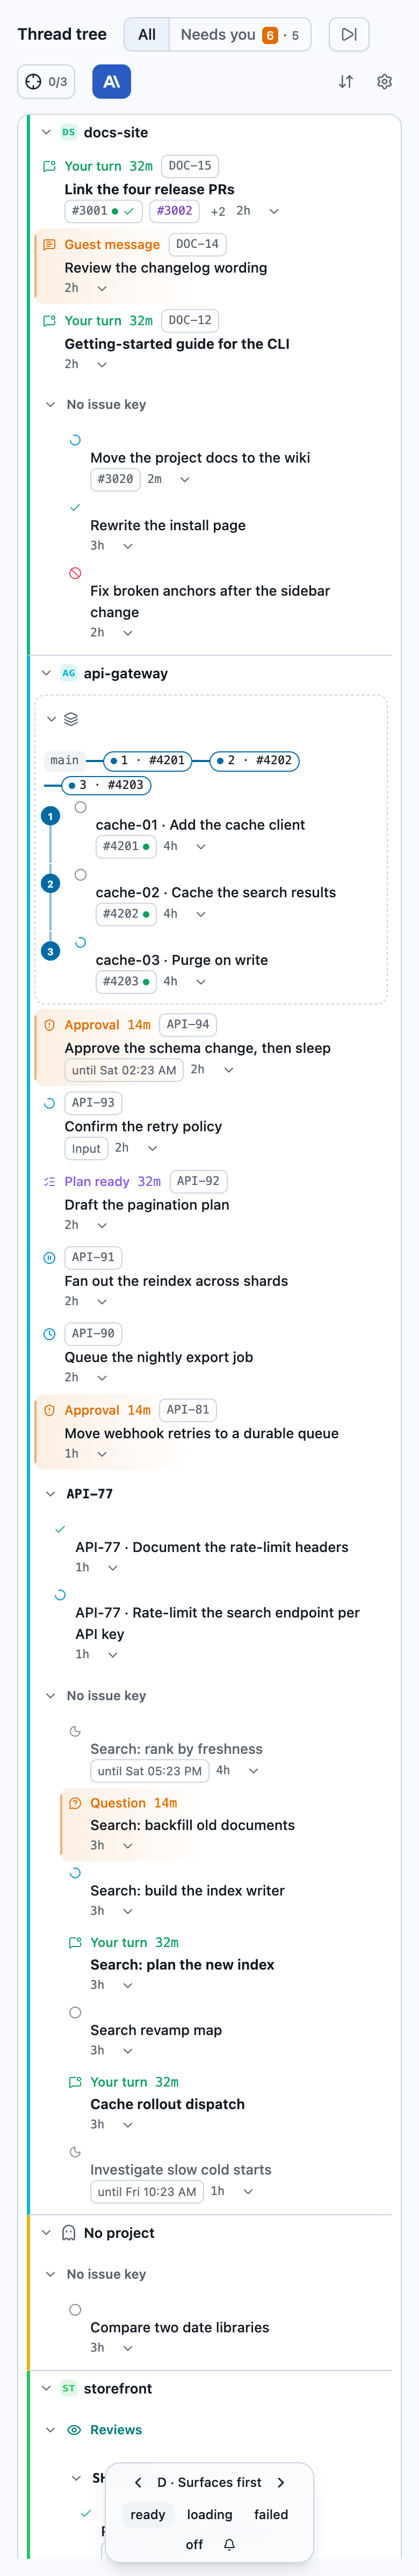 Thread tree
All
Needs you 6 · 5
0/3
DS docs-site
Your turn 32m DOC-15
Link the four release PRs
#3001 #3002 +2 2h
Guest message DOC-14
Review the changelog wording
2h
Your turn 32m DOC-12
Getting-started guide for the CLI
2h
No issue key
Move the project docs to the wiki
#3020 2m
Rewrite the install page
3h
Fix broken anchors after the sidebar
change
2h
AG api-gateway
main 1 · #4201 2 · #4202
3 · #4203
1
cache-01 · Add the cache client
#4201 4h
2
cache-02 · Cache the search results
#4202 4h
3
cache-03 · Purge on write
#4203 4h
Approval 14m API-94
Approve the schema change, then sleep
until Sat 02:23 AM 2h
API-93
Confirm the retry policy
Input 2h
Plan ready 32m API-92
Draft the pagination plan
2h
API-91
Fan out the reindex across shards
2h
API-90
Queue the nightly export job
2h
Approval 14m API-81
Move webhook retries to a durable queue
1h
API-77
API-77 · Document the rate-limit headers
1h
API-77 · Rate-limit the search endpoint per
API key
1h
No issue key
Search: rank by freshness
until Sat 05:23 PM 4h
Question 14m
Search: backfill old documents
3h
Search: build the index writer
3h
Your turn 32m
Search: plan the new index
3h
Search revamp map
3h
Your turn 32m
Cache rollout dispatch
3h
Investigate slow cold starts
until Fri 10:23 AM 1h
No project
No issue key
Compare two date libraries
3h
ST storefront
Reviews
D · Surfaces first
ready loading failed
off